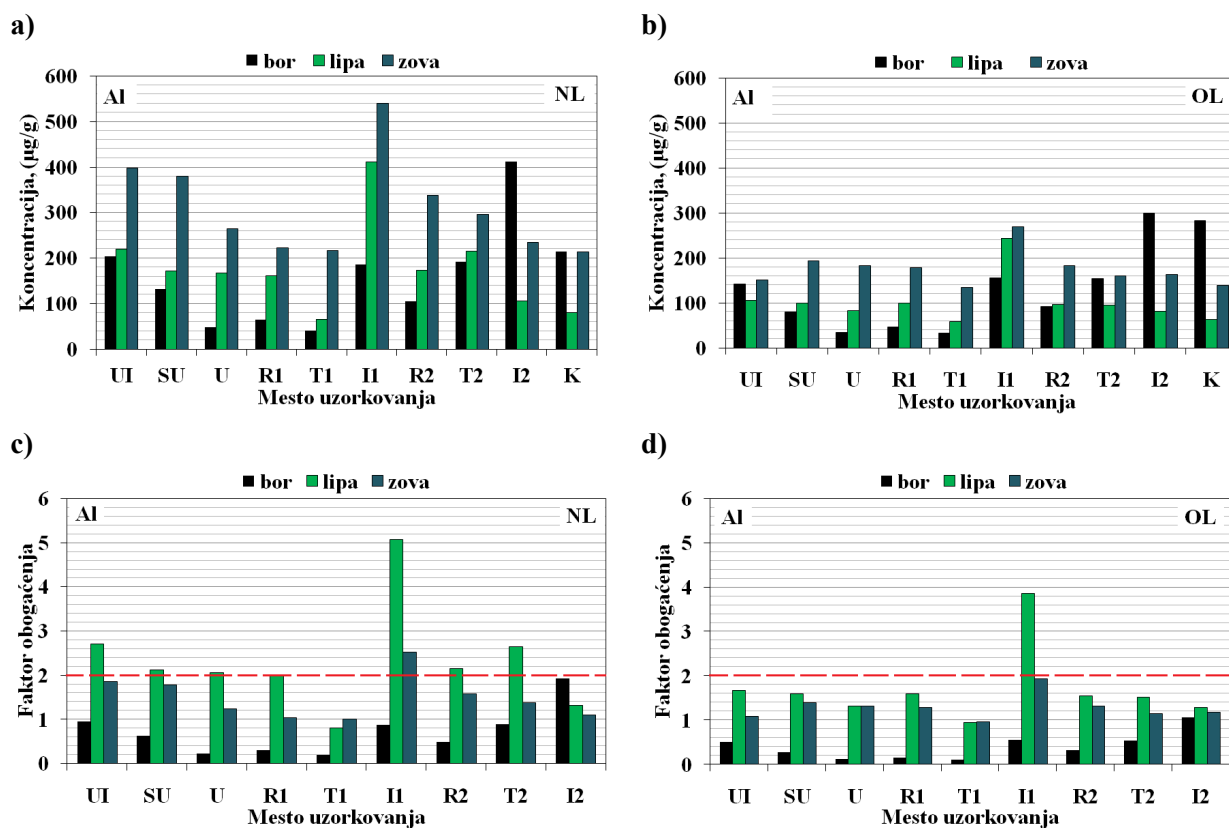 a)
bor lipa zova
Al
NL
Koncentracija, (µg/g)
600
500
400
300
200
100
0
UI SU U R1 T1 I1 R2 T2 I2 K
Mesto uzorkovanja
b)
bor lipa zova
Al
OL
Koncentracija, (µg/g)
600
500
400
300
200
100
0
UI SU U R1 T1 I1 R2 T2 I2 K
Mesto uzorkovanja
c)
bor lipa zova
Al
NL
Faktor obogaćenja
6
5
4
3
2
1
0
UI SU U R1 T1 I1 R2 T2 I2
Mesto uzorkovanja
d)
bor lipa zova
Al
OL
Faktor obogaćenja
6
5
4
3
2
1
0
UI SU U R1 T1 I1 R2 T2 I2
Mesto uzorkovanja